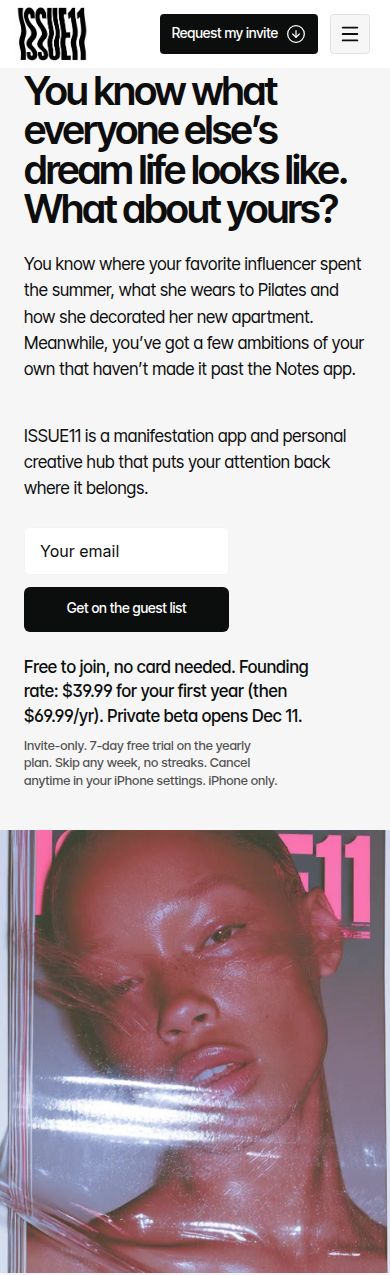 ISSUE11
Request my invite
You know what
everyone else's
dream life looks like.
What about yours?
You know where your favorite influencer spent
the summer, what she wears to Pilates and
how she decorated her new apartment.
Meanwhile, you've got a few ambitions of your
own that haven't made it past the Notes app.
ISSUE11 is a manifestation app and personal
creative hub that puts your attention back
where it belongs.
Your email
Get on the guest list
Free to join, no card needed. Founding
rate: $39.99 for your first year (then
$69.99/yr). Private beta opens Dec 11.
Invite-only. 7-day free trial on the yearly
plan. Skip any week, no streaks. Cancel
anytime in your iPhone settings. iPhone only.